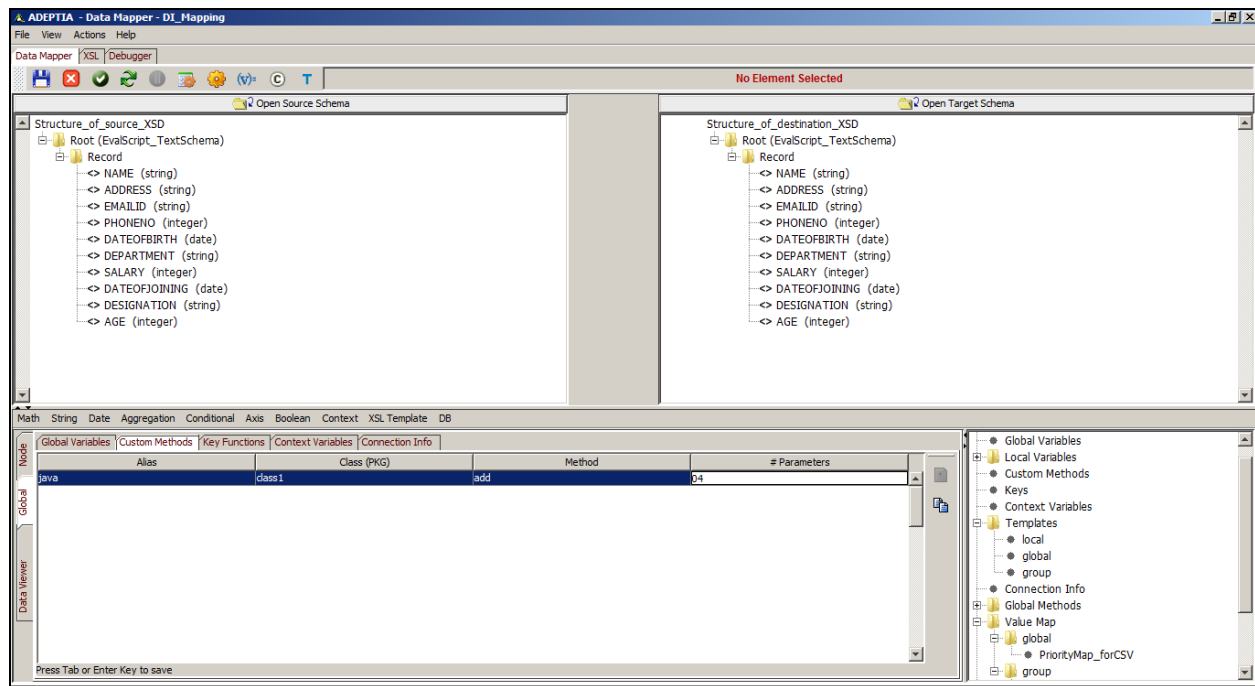 ADEPTIA - Data Mapper - DI_Mapping
File View Actions Help
Data Mapper XSL Debugger
(v)= C T No Element Selected
Open Source Schema Open Target Schema
Structure_of_source_XSD
Root (EvalScript_TextSchema)
Record
<> NAME (string)
<> ADDRESS (string)
<> EMAILID (string)
<> PHONENO (integer)
<> DATEOFBIRTH (date)
<> DEPARTMENT (string)
<> SALARY (integer)
<> DATEOFJOINING (date)
<> DESIGNATION (string)
<> AGE (integer)
Structure_of_destination_XSD
Root (EvalScript_TextSchema)
Record
<> NAME (string)
<> ADDRESS (string)
<> EMAILID (string)
<> PHONENO (integer)
<> DATEOFBIRTH (date)
<> DEPARTMENT (string)
<> SALARY (integer)
<> DATEOFJOINING (date)
<> DESIGNATION (string)
<> AGE (integer)
Math String Date Aggregation Conditional Axis Boolean Context XSL Template DB
Node
Global
Data Viewer
Global Variables Custom Methods Key Functions Context Variables Connection Info
Alias Class (PKG) Method # Parameters
java class1 add 04
Press Tab or Enter Key to save
Global Variables
Local Variables
Custom Methods
Keys
Context Variables
Templates
local
global
group
Connection Info
Global Methods
Value Map
global
PriorityMap_forCSV
group